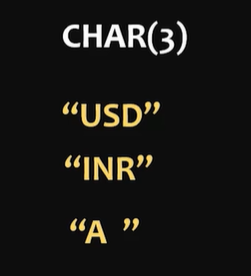 CHAR(3)
“USD”
“INR”
“A  ”